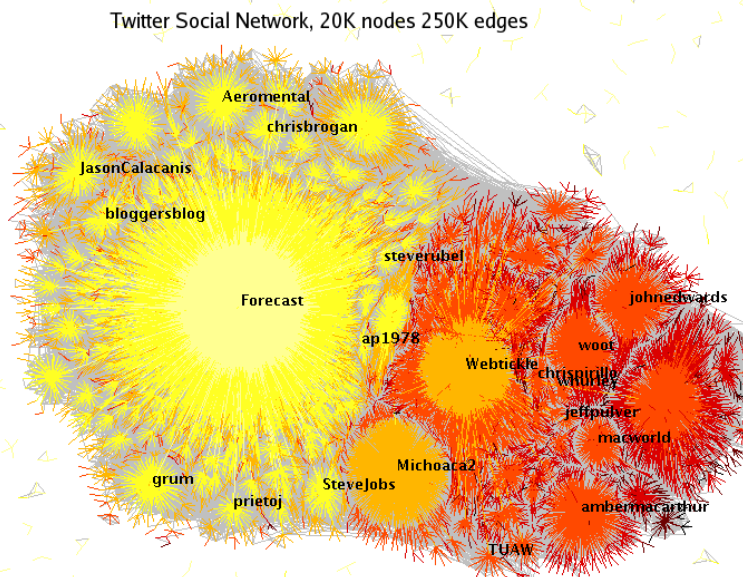 Twitter Social Network, 20K nodes 250K edges
Aeromental
chrisbrogan
JasonCalacanis
bloggersblog
steverubel
Forecast
johnedwards
ap1978
woot
Webtickle
chrispirillo
whurley
jeffpulver
macworld
Michoaca2
grum
SteveJobs
prietoj
ambermacarthur
TUAW